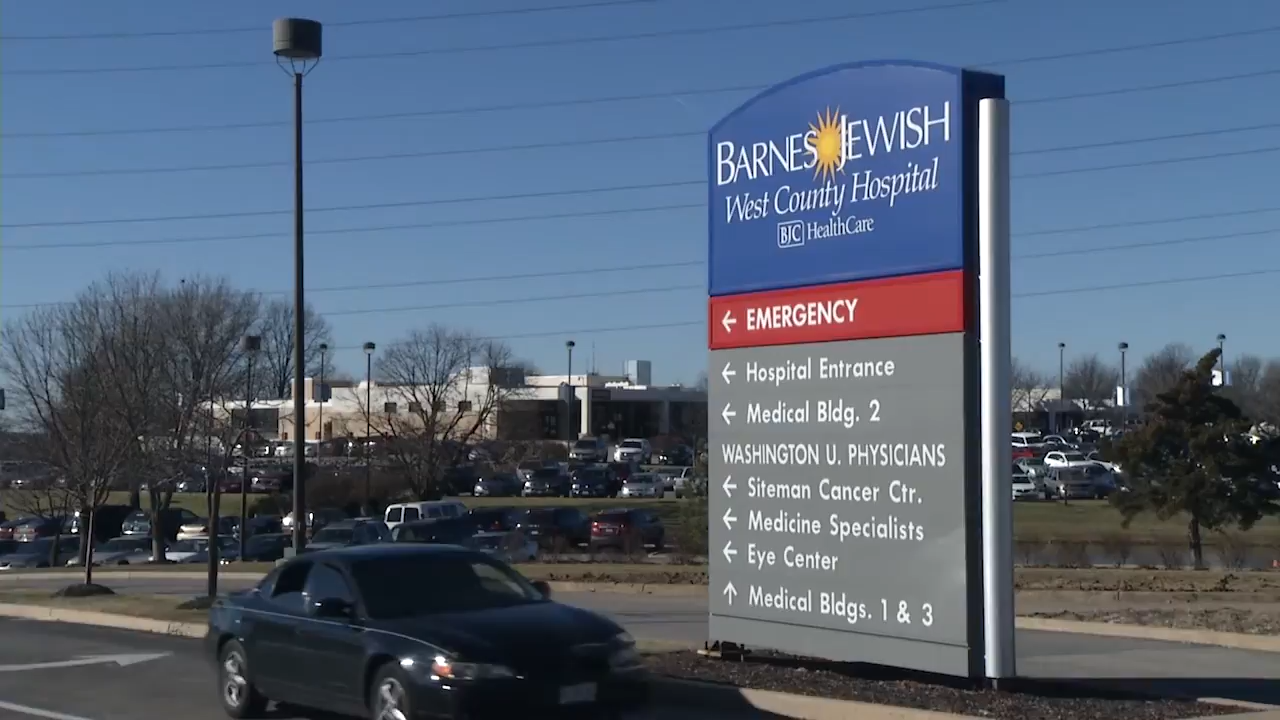 BARNES JEWISH
West County Hospital
BJC HealthCare
← EMERGENCY
← Hospital Entrance
← Medical Bldg. 2
WASHINGTON U. PHYSICIANS
← Siteman Cancer Ctr.
← Medicine Specialists
← Eye Center
↑ Medical Bldgs. 1 & 3